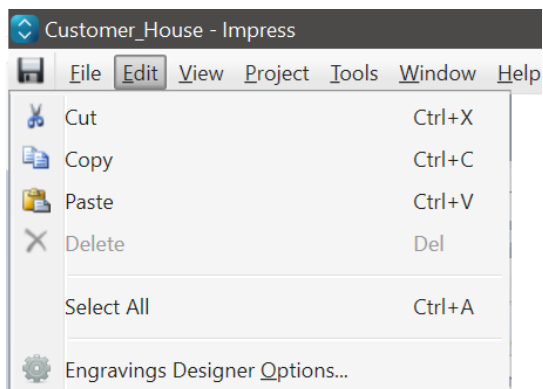 Customer_House - Impress
File Edit View Project Tools Window Help
Cut Ctrl+X
Copy Ctrl+C
Paste Ctrl+V
Delete Del
Select All Ctrl+A
Engravings Designer Options...